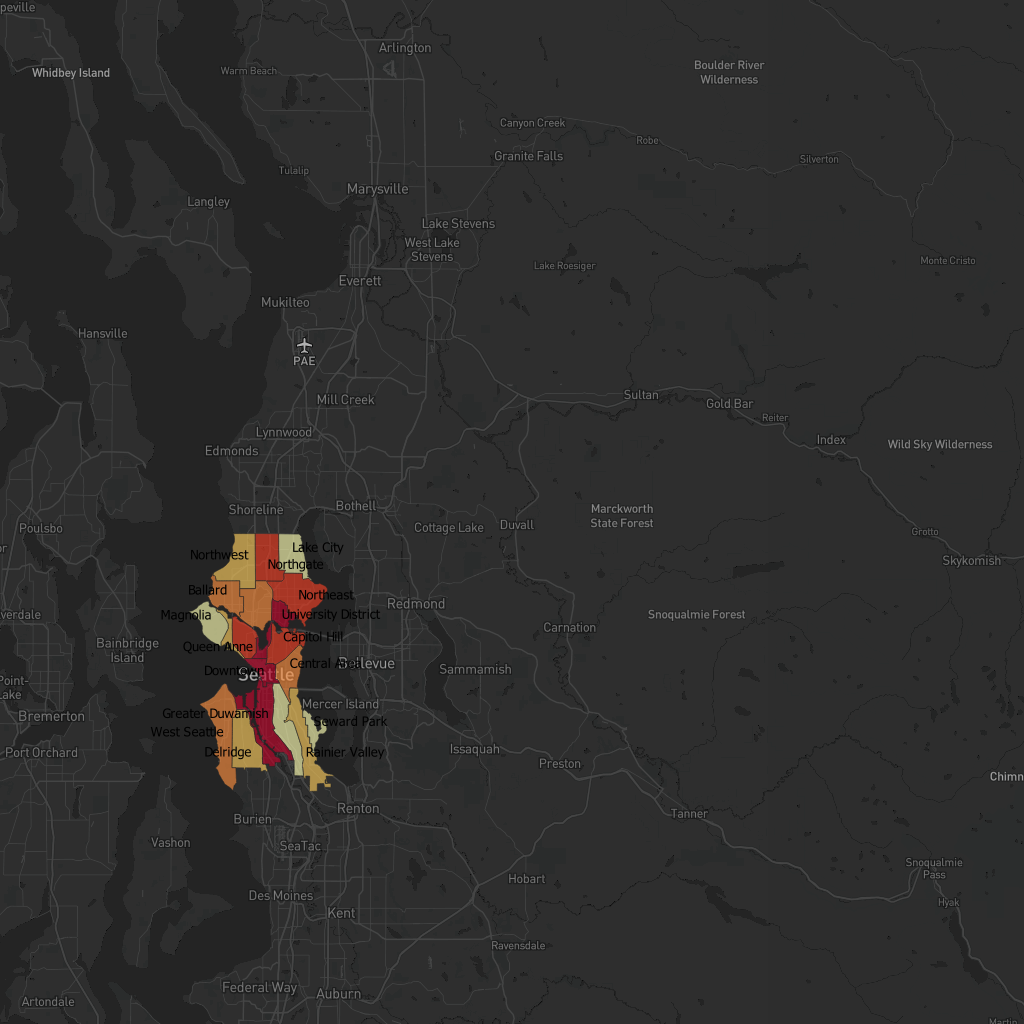 peville
Arlington
Whidbey Island
Warm Beach
Boulder River
Wilderness
Canyon Creek
Robe
Granite Falls
Silverton
Tulalip
Marysville
Langley
Lake Stevens
West Lake
Stevens
Monte Cristo
Lake Roesiger
Everett
Mukilteo
Hansville
PAE
Mill Creek
Sultan
Gold Bar
Reiter
Lynnwood
Index
Wild Sky Wilderness
Edmonds
Shoreline
Bothell
Marckworth
State Forest
Poulsbo
Cottage Lake
Duvall
Grotto
Skykomish
or
Northwest
Lake City
Northgate
Ballard
Northeast
Redmond
verdale
Magnolia
University District
Snoqualmie Forest
Carnation
Capitol Hill
Queen Anne
Bainbridge
Island
Central Area
Bellevue
Downtown
Seattle
Sammamish
Point-
Lake
Mercer Island
Bremerton
Greater Duwamish
Seward Park
West Seattle
Port Orchard
Delridge
Rainier Valley
Issaquah
Preston
Chimn
Renton
Burien
Tanner
Vashon
SeaTac
Snoqualmie
Pass
Hobart
Des Moines
Hyak
Kent
Ravensdale
Federal Way
Auburn
Artondale
Martin